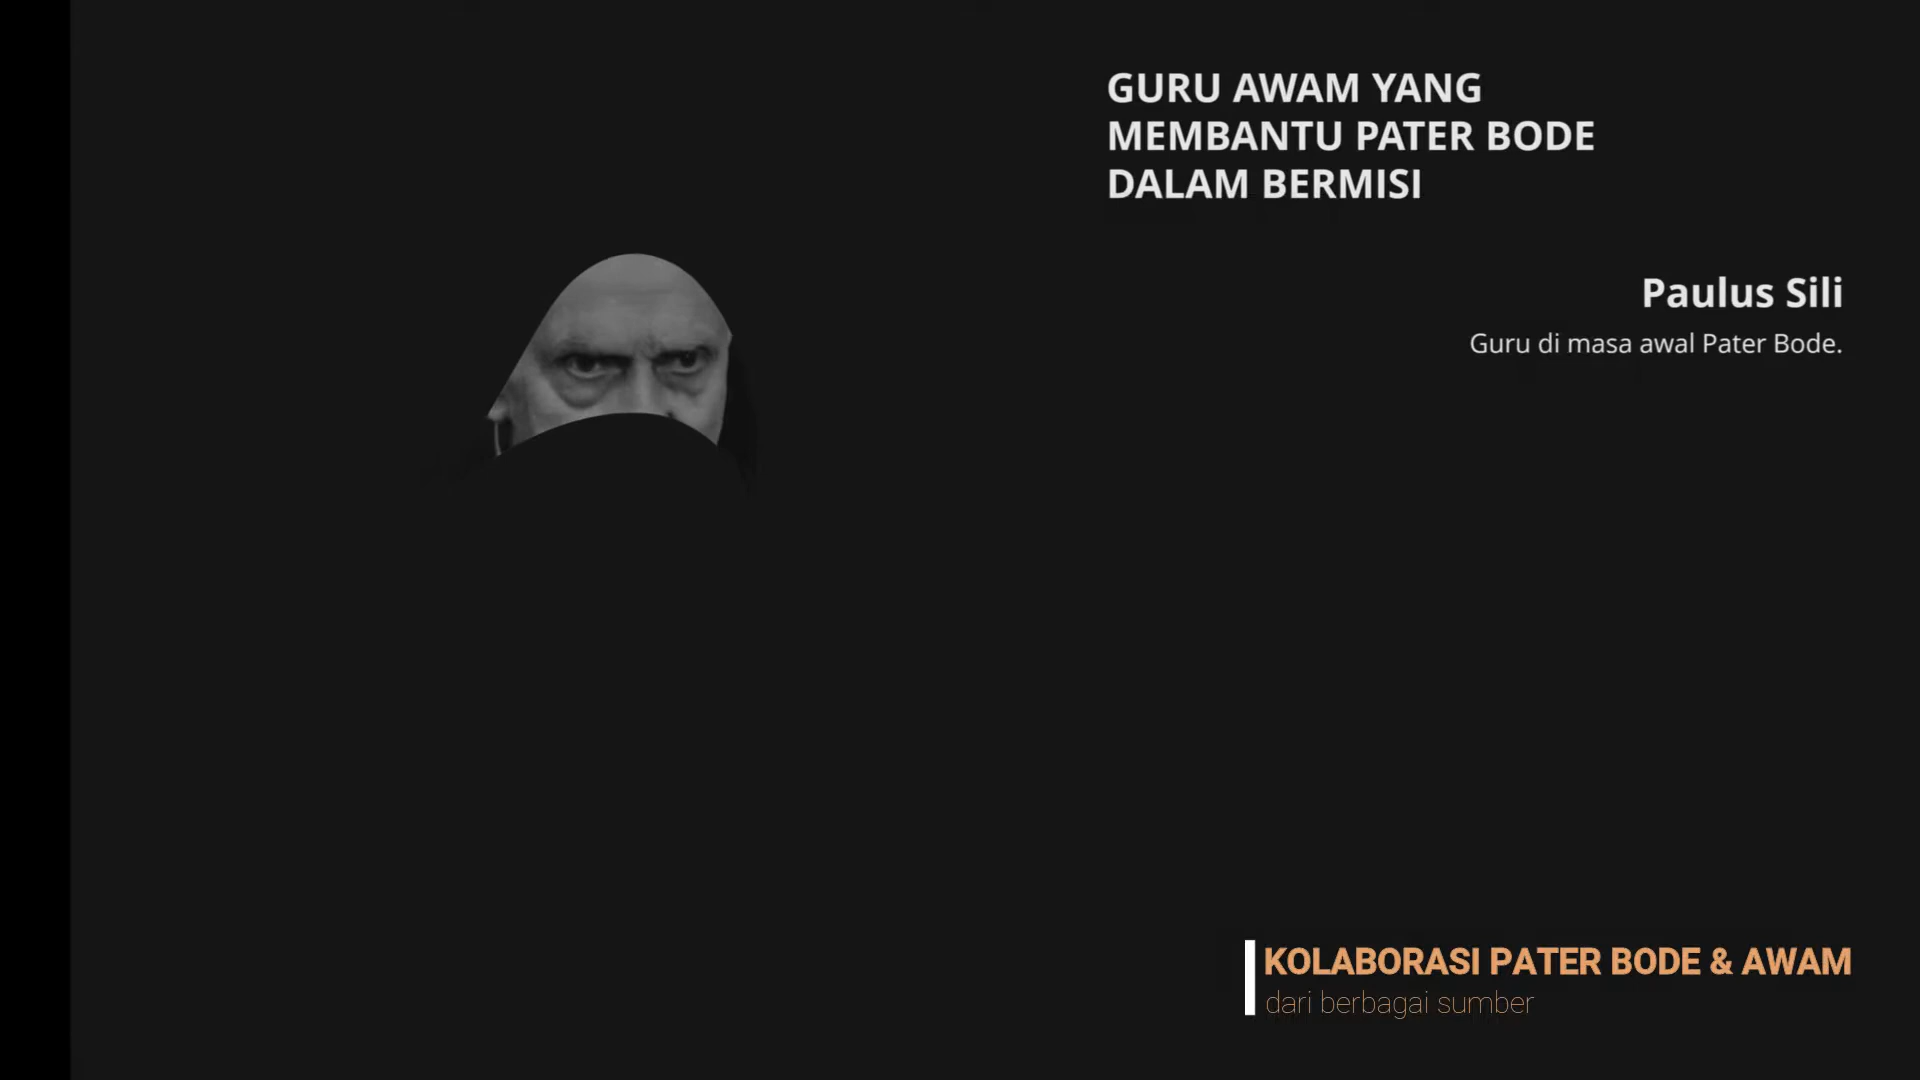 GURU AWAM YANG
MEMBANTU PATER BODE
DALAM BERMISI
Paulus Sili
Guru di masa awal Pater Bode.
KOLABORASI PATER BODE & AWAM
dari berbagai sumber